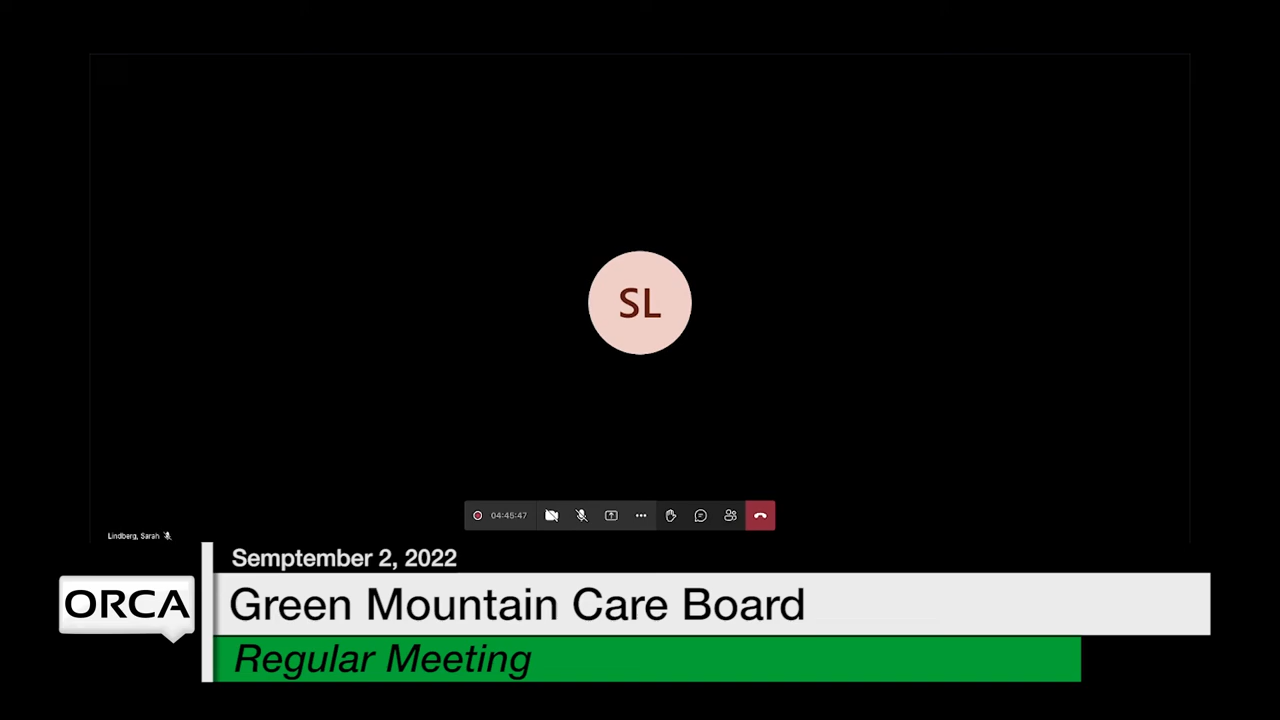 SL
04:45:47
Lindberg, Sarah
Semptember 2, 2022
ORCA
Green Mountain Care Board
Regular Meeting